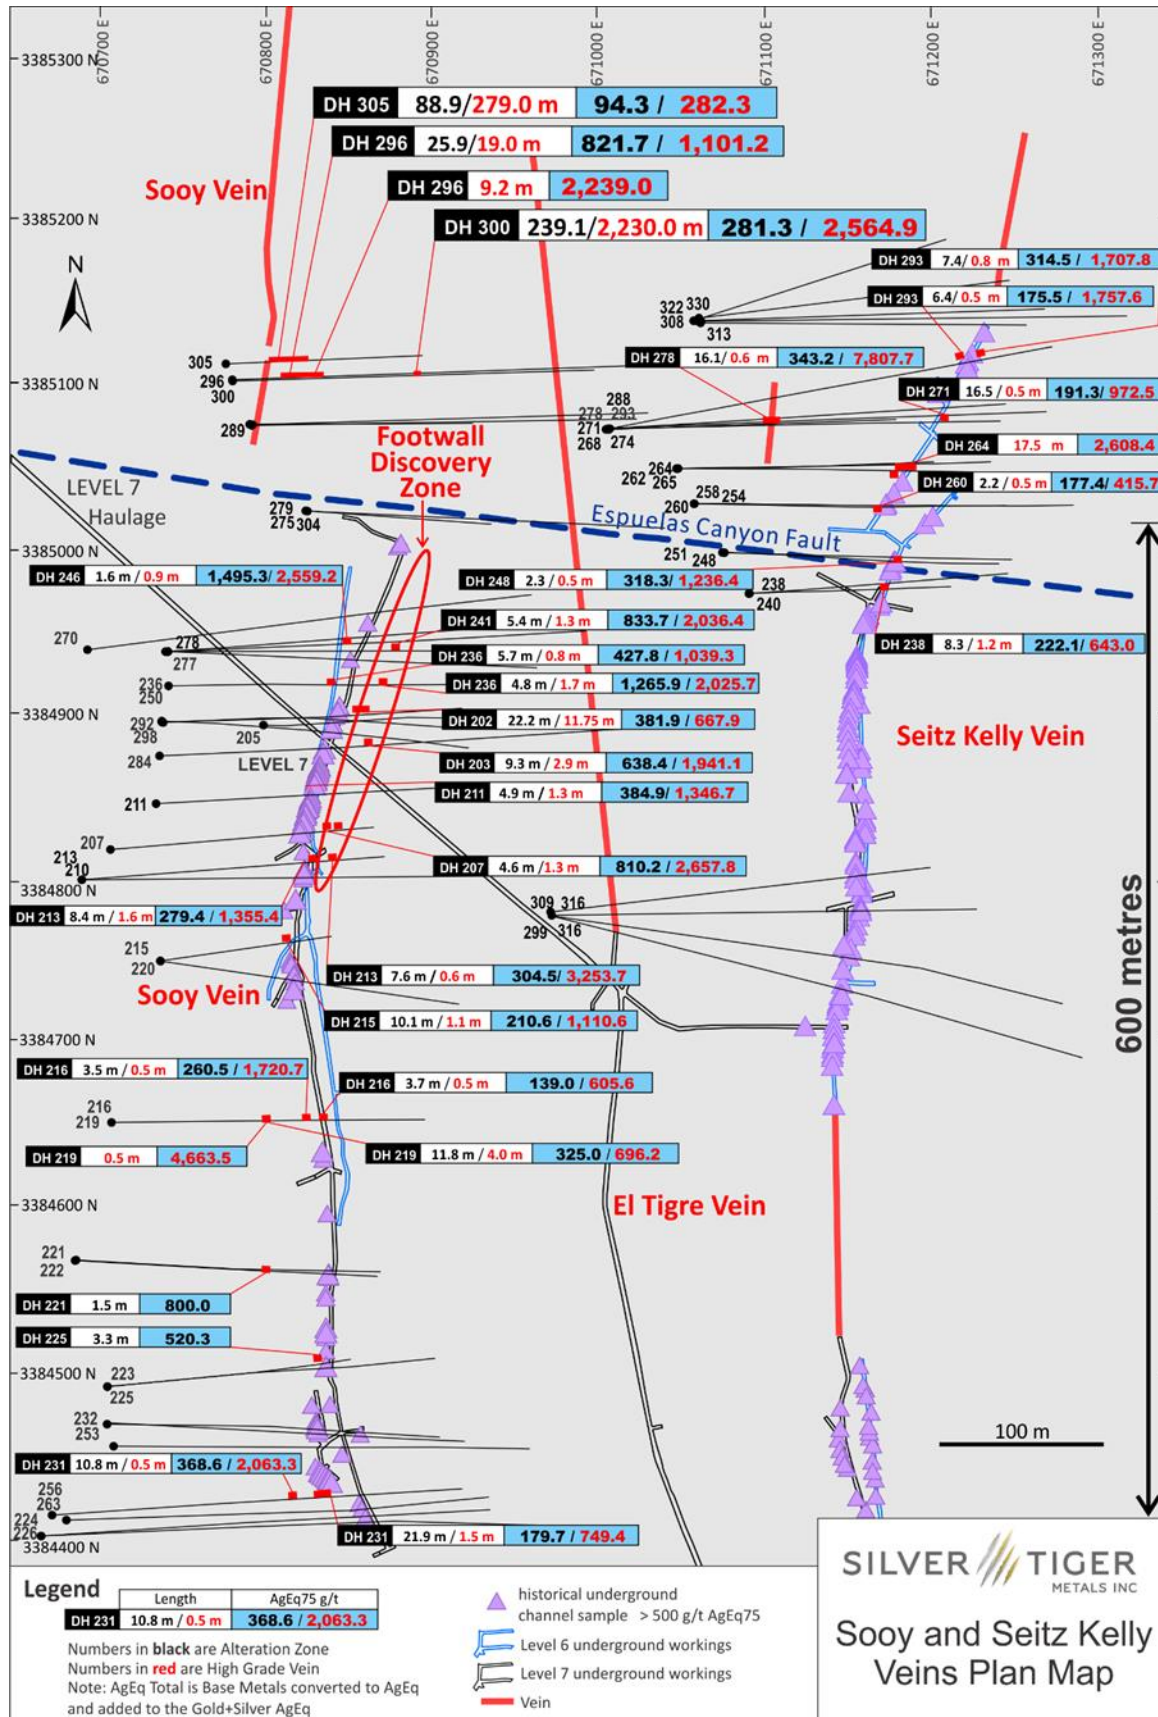 670700 E
670800 E
670900 E
671000 E
671100 E
671200 E
671300 E
3385300 N
DH 305 88.9/279.0 m 94.3 / 282.3
DH 296 25.9/19.0 m 821.7 / 1,101.2
Sooy Vein
DH 296 9.2 m 2,239.0
3385200 N
DH 300 239.1/2,230.0 m 281.3 / 2,564.9
N
DH 293 7.4/ 0.8 m 314.5 / 1,707.8
DH 293 6.4/ 0.5 m 175.5 / 1,757.6
322 330
308
313
305
296
300
DH 278 16.1/ 0.6 m 343.2 / 7,807.7
3385100 N
DH 271 16.5 / 0.5 m 191.3/ 972.5
288
278 293
271
268 274
289
Footwall
Discovery
Zone
DH 264 17.5 m 2,608.4
264
262 265
DH 260 2.2 / 0.5 m 177.4/ 415.7
258 254
260
LEVEL 7
Haulage
279
275 304
Espuelas Canyon Fault
3385000 N
251
248
DH 246 1.6 m / 0.9 m 1,495.3/ 2,559.2
DH 248 2.3 / 0.5 m 318.3/ 1,236.4
238
240
DH 241 5.4 m / 1.3 m 833.7 / 2,036.4
270
278
277
DH 236 5.7 m / 0.8 m 427.8 / 1,039.3
DH 238 8.3 / 1.2 m 222.1/ 643.0
236
250
DH 236 4.8 m / 1.7 m 1,265.9 / 2,025.7
3384900 N
292
298
205
DH 202 22.2 m / 11.75 m 381.9 / 667.9
Seitz Kelly Vein
284
LEVEL 7
DH 203 9.3 m / 2.9 m 638.4 / 1,941.1
211
DH 211 4.9 m / 1.3 m 384.9/ 1,346.7
207
213
210
DH 207 4.6 m /1.3 m 810.2 / 2,657.8
3384800 N
309 316
299 316
DH 213 8.4 m / 1.6 m 279.4 / 1,355.4
215
220
DH 213 7.6 m / 0.6 m 304.5/ 3,253.7
Sooy Vein
DH 215 10.1 m / 1.1 m 210.6 / 1,110.6
600 metres
3384700 N
DH 216 3.5 m / 0.5 m 260.5 / 1,720.7
DH 216 3.7 m / 0.5 m 139.0 / 605.6
216
219
DH 219 0.5 m 4,663.5
DH 219 11.8 m / 4.0 m 325.0 / 696.2
3384600 N
El Tigre Vein
221
222
DH 221 1.5 m 800.0
DH 225 3.3 m 520.3
3384500 N
223
225
232
253
100 m
DH 231 10.8 m / 0.5 m 368.6 / 2,063.3
256
263
224
226
DH 231 21.9 m / 1.5 m 179.7 / 749.4
3384400 N
Legend
Length AgEq75 g/t
DH 231 10.8 m / 0.5 m 368.6 / 2,063.3
Numbers in black are Alteration Zone
Numbers in red are High Grade Vein
Note: AgEq Total is Base Metals converted to AgEq
and added to the Gold+Silver AgEq
historical underground
channel sample > 500 g/t AgEq75
Level 6 underground workings
Level 7 underground workings
Vein
SILVER TIGER
METALS INC
Sooy and Seitz Kelly
Veins Plan Map